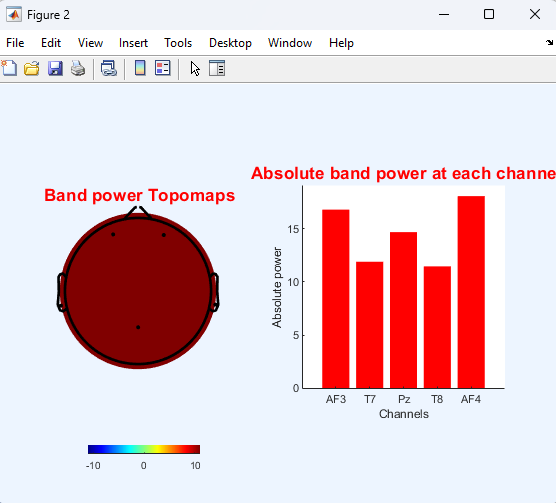 Figure 2
File Edit View Insert Tools Desktop Window Help
Band power Topomaps
-10 0 10
Absolute band power at each channe
Absolute power
15
10
5
0
AF3 T7 Pz T8 AF4
Channels